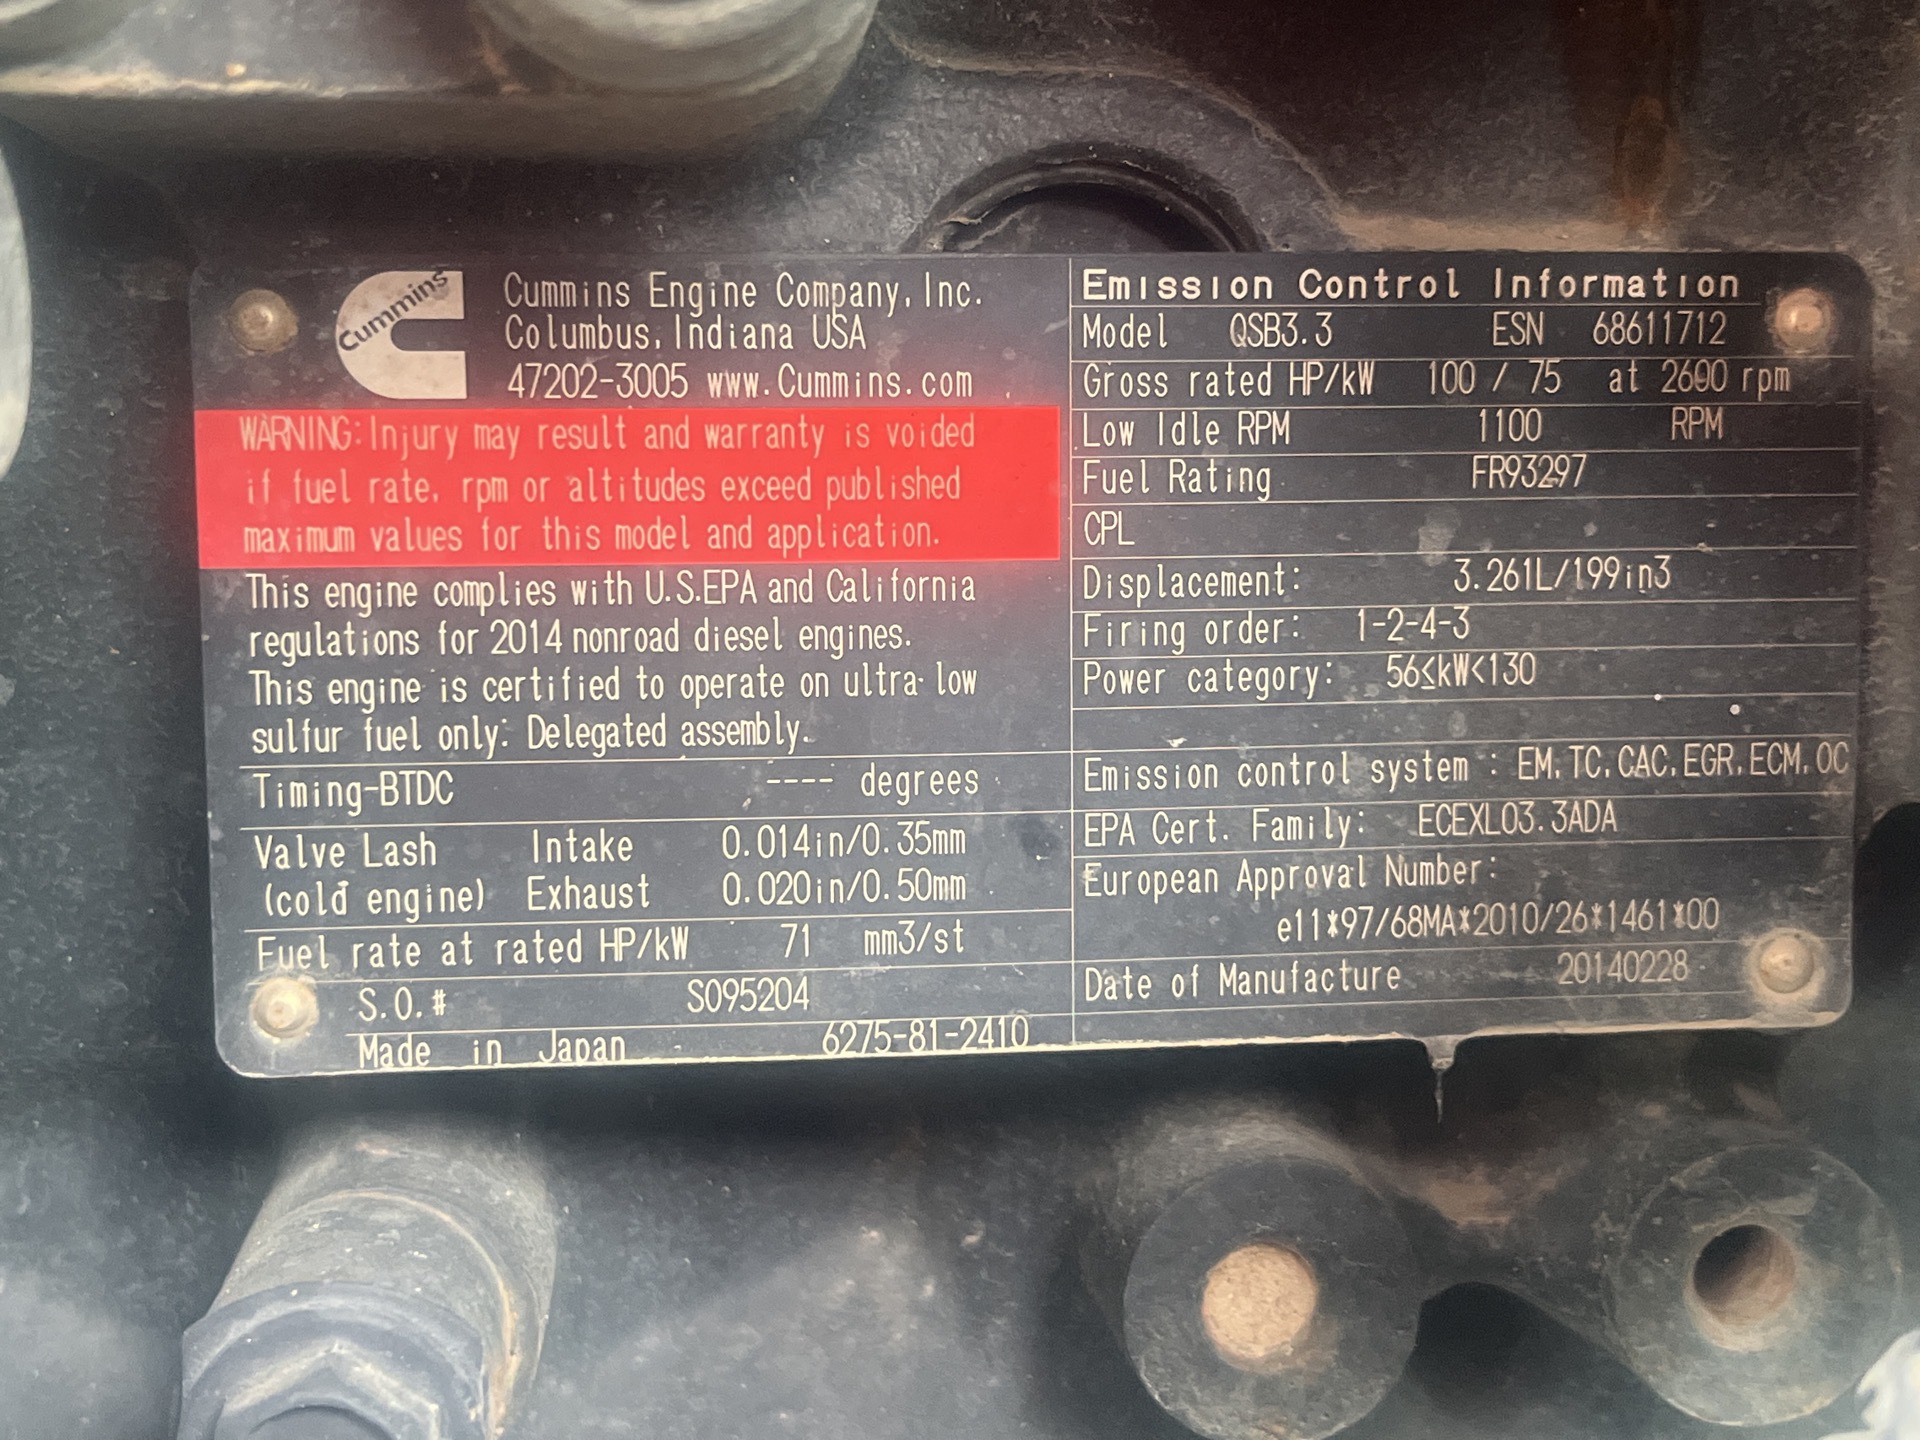 Cummins
Cummins Engine Company, Inc.
Columbus, Indiana USA
47202-3005 www.Cummins.com
WARNING: Injury may result and warranty is voided
if fuel rate, rpm or altitudes exceed published
maximum values for this model and application.
This engine complies with U.S.EPA and California
regulations for 2014 nonroad diesel engines.
This engine is certified to operate on ultra low
sulfur fuel only: Delegated assembly.
Timing-BTDC ---- degrees
Valve Lash Intake 0.014in/0.35mm
(cold engine) Exhaust 0.020in/0.50mm
Fuel rate at rated HP/kW 71 mm3/st
S.O.# SO95204
Made in Japan 6275-81-2410
Emission Control Information
Model QSB3.3 ESN 68611712
Gross rated HP/kW 100 / 75 at 2600 rpm
Low Idle RPM 1100 RPM
Fuel Rating FR93297
CPL
Displacement: 3.261L/199in3
Firing order: 1-2-4-3
Power category: 56≤kW<130
Emission control system : EM, TC, CAC, EGR, ECM, OC
EPA Cert. Family: ECEXL03.3ADA
European Approval Number:
e11*97/68MA*2010/26*1461*00
Date of Manufacture 20140228